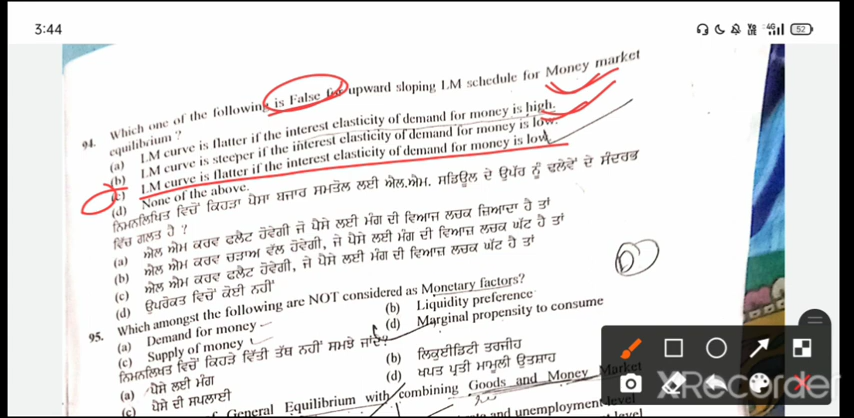 3:44
4G
52
94. Which one of the following is False for upward sloping LM schedule for Money market
equilibrium ?
(a) LM curve is flatter if the interest elasticity of demand for money is high.
(b) LM curve is steeper if the interest elasticity of demand for money is low.
(c) LM curve is flatter if the interest elasticity of demand for money is low.
(d) None of the above.
ਨਿਮਨਲਿਖਿਤ ਵਿਚੋਂ ਕਿਹੜਾ ਪੈਸਾ ਬਜਾਰ ਸਮਤੋਲ ਲਈ ਐਲ.ਐਮ. ਸਡਿਊਲ ਦੇ ਉਪੱਰ ਨੂੰ ਢਲੇਵੇਂ ਦੇ ਸੰਦਰਭ
ਵਿੱਚ ਗਲਤ ਹੈ ?
(a) ਐਲ ਐਮ ਕਰਵ ਫਲੈਟ ਹੋਵੇਗੀ ਜੇ ਪੈਸੇ ਲਈ ਮੰਗ ਦੀ ਵਿਆਜ ਲਚਕ ਜ਼ਿਆਦਾ ਹੈ ਤਾਂ
(b) ਐਲ ਐਮ ਕਰਵ ਚੜਾਅ ਵੱਲ ਹੋਵੇਗੀ, ਜੇ ਪੈਸੇ ਲਈ ਮੰਗ ਦੀ ਵਿਆਜ਼ ਲਚਕ ਘੱਟ ਹੈ ਤਾਂ
(c) ਐਲ ਐਮ ਕਰਵ ਫਲੈਟ ਹੋਵੇਗੀ, ਜੇ ਪੈਸੇ ਲਈ ਮੰਗ ਦੀ ਵਿਆਜ਼ ਲਚਕ ਘੱਟ ਹੈ ਤਾਂ
(d) ਉਪਰੋਕਤ ਵਿਚੋਂ ਕੋਈ ਨਹੀਂ
95. Which amongst the following are NOT considered as Monetary factors?
(a) Demand for money (b) Liquidity preference
(c) Supply of money (d) Marginal propensity to consume
ਨਿਮਨਲਿਖਤ ਵਿਚੋਂ ਕਿਹੜੇ ਵਿੱਤੀ ਤੱਥ ਨਹੀਂ ਸਮਝੇ ਜਾਂਦੇ?
(a) ਪੈਸੇ ਲਈ ਮੰਗ (b) ਲਿਕੁਈਡਿਟੀ ਤਰਜੀਹ
(c) ਪੈਸੇ ਦੀ ਸਪਲਾਈ (d) ਖਪਤ ਪ੍ਰਤੀ ਮਾਮੂਲੀ ਉਤਸ਼ਾਹ
General Equilibrium with combining Goods and Money Market
and unemployment level
level
XRecorder